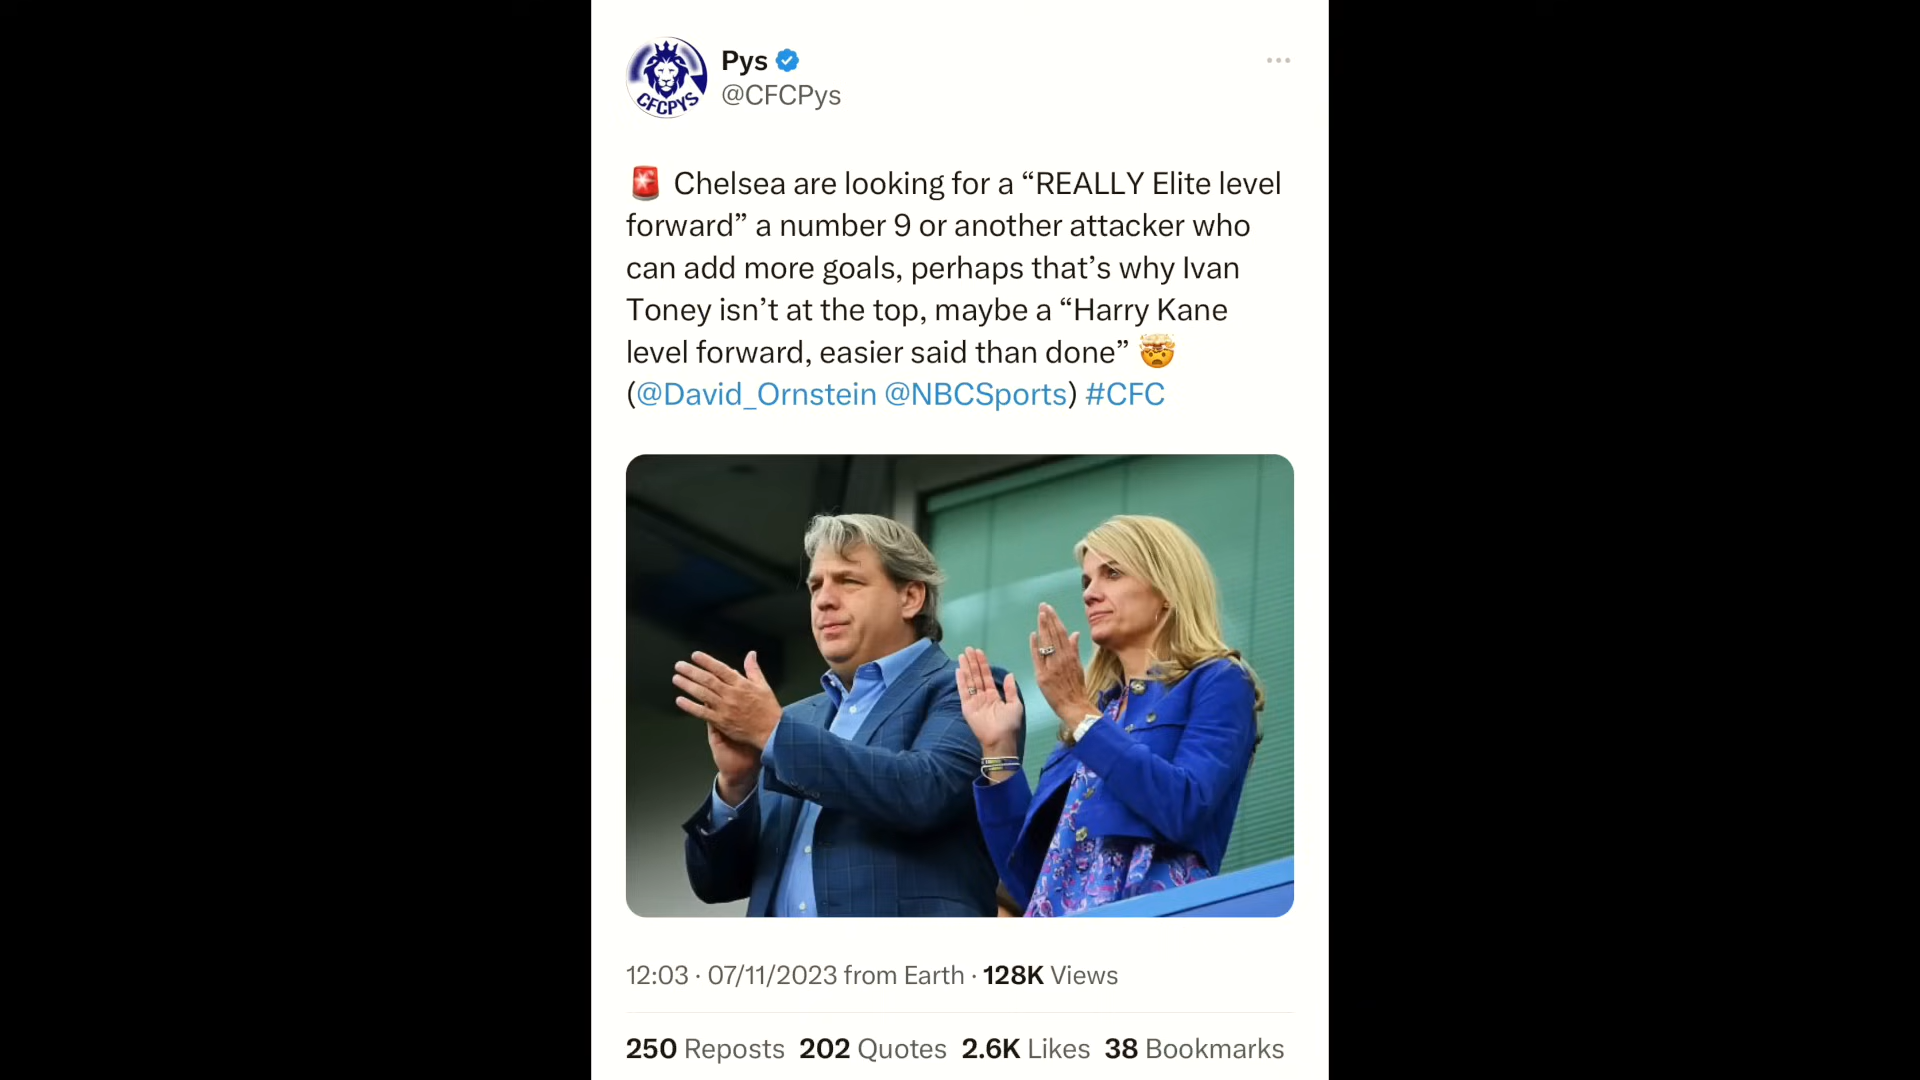 Pys
@CFCPys
CFCPYS
🚨 Chelsea are looking for a “REALLY Elite level
forward” a number 9 or another attacker who
can add more goals, perhaps that’s why Ivan
Toney isn’t at the top, maybe a “Harry Kane
level forward, easier said than done” 🤯
(@David_Ornstein @NBCSports) #CFC
12:03 · 07/11/2023 from Earth · 128K Views
250 Reposts 202 Quotes 2.6K Likes 38 Bookmarks